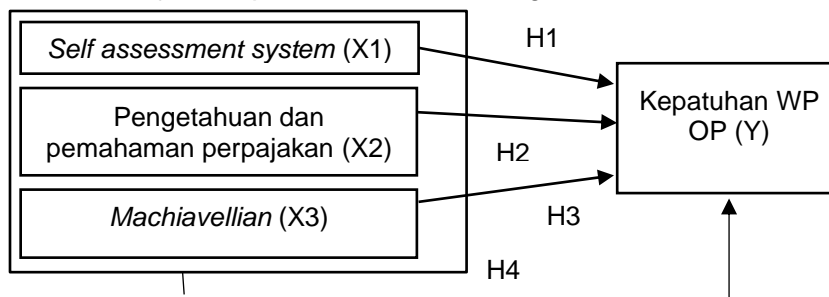 Self assessment system (X1)
H1
Pengetahuan dan
pemahaman perpajakan (X2)
Kepatuhan WP
OP (Y)
H2
Machiavellian (X3)
H3
H4